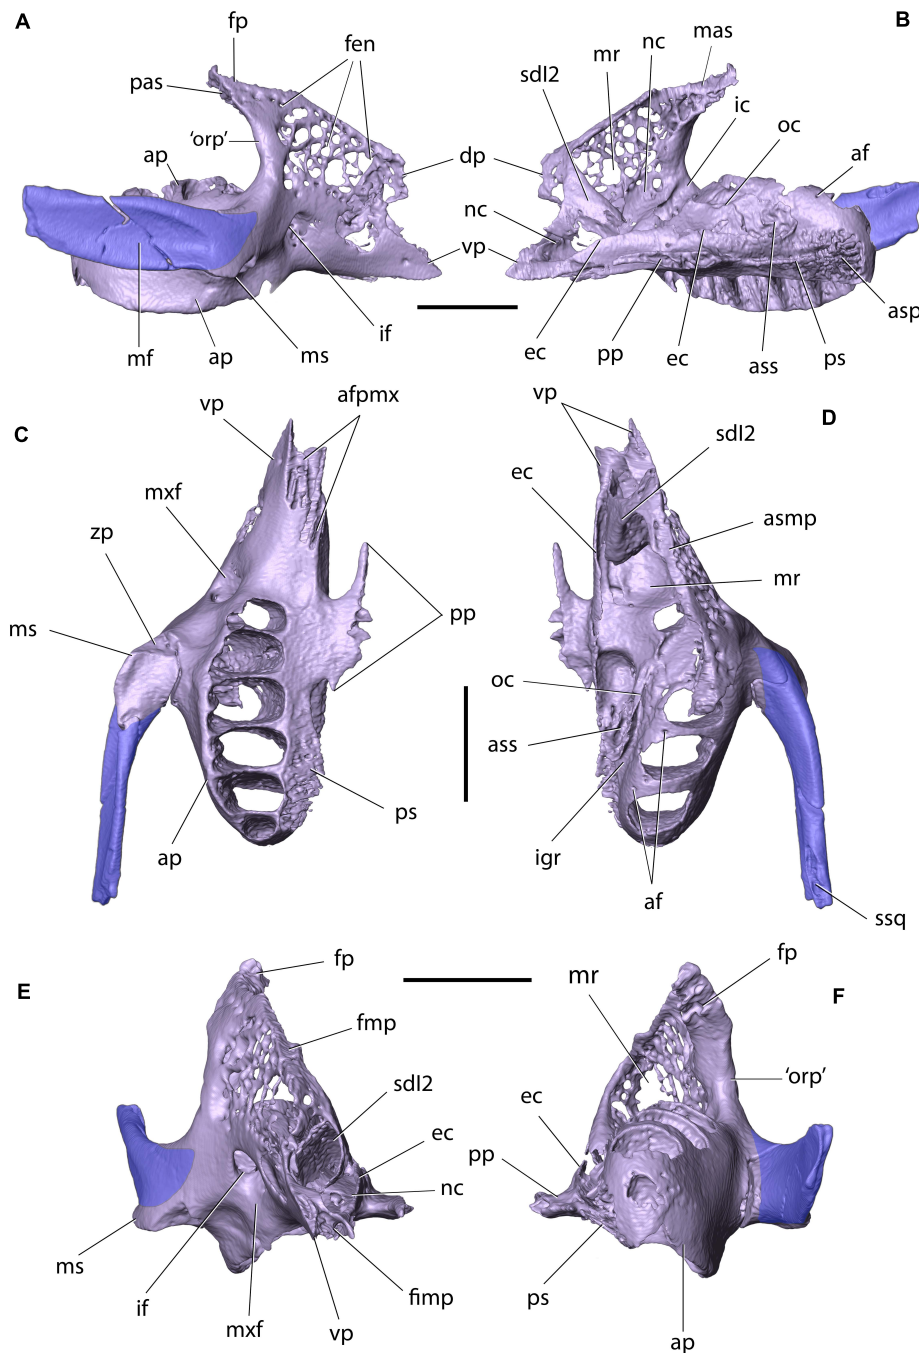 A
fp
fen
pas
'orp'
ap
dp
nc
vp
mf
ap
ms
if
B
mas
nc
mr
sdl2
ic
oc
af
ec
pp
ec
ass
ps
asp
C
vp
afpmx
mxf
zp
ms
pp
ps
ap
D
vp
sdl2
ec
asmp
mr
oc
ass
igr
af
ssq
E
fp
fmp
sdl2
ec
nc
ms
if
mxf
vp
fimp
F
fp
mr
'orp'
ec
pp
ps
ap